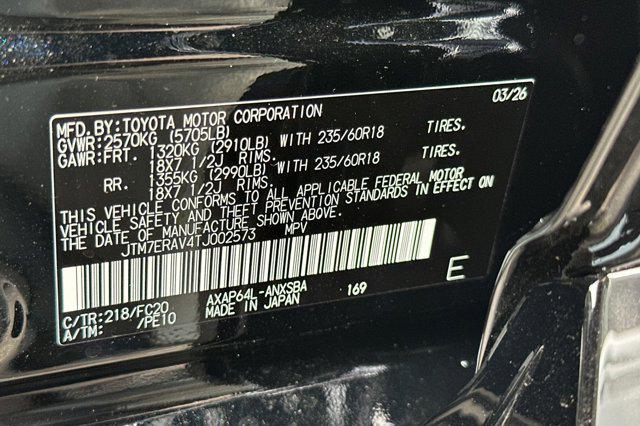 MFD.BY:TOYOTA MOTOR CORPORATION 03/26
GVWR:2570KG (5705LB)
GAWR:FRT. 1320KG (2910LB) WITH 235/60R18 TIRES.
18X7 1/2J RIMS.
RR. 1355KG (2990LB) WITH 235/60R18 TIRES.
18X7 1/2J RIMS.
THIS VEHICLE CONFORMS TO ALL APPLICABLE FEDERAL MOTOR
VEHICLE SAFETY AND THEFT PREVENTION STANDARDS IN EFFECT ON
THE DATE OF MANUFACTURE SHOWN ABOVE.
JTM7ERAV4TJ002573 MPV
E
C/TR:218/FC20 AXAP64L-ANXSBA 169
A/TM: /PE10 MADE IN JAPAN